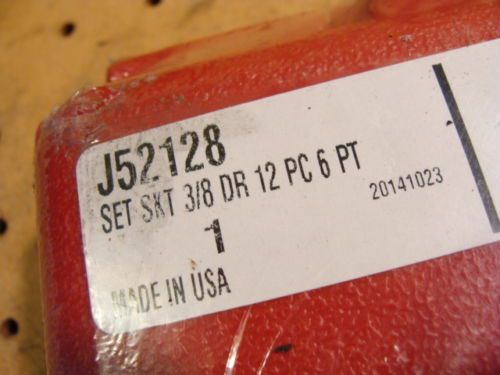 J52128
SET SKT 3/8 DR 12 PC 6 PT
20141023
1
MADE IN USA